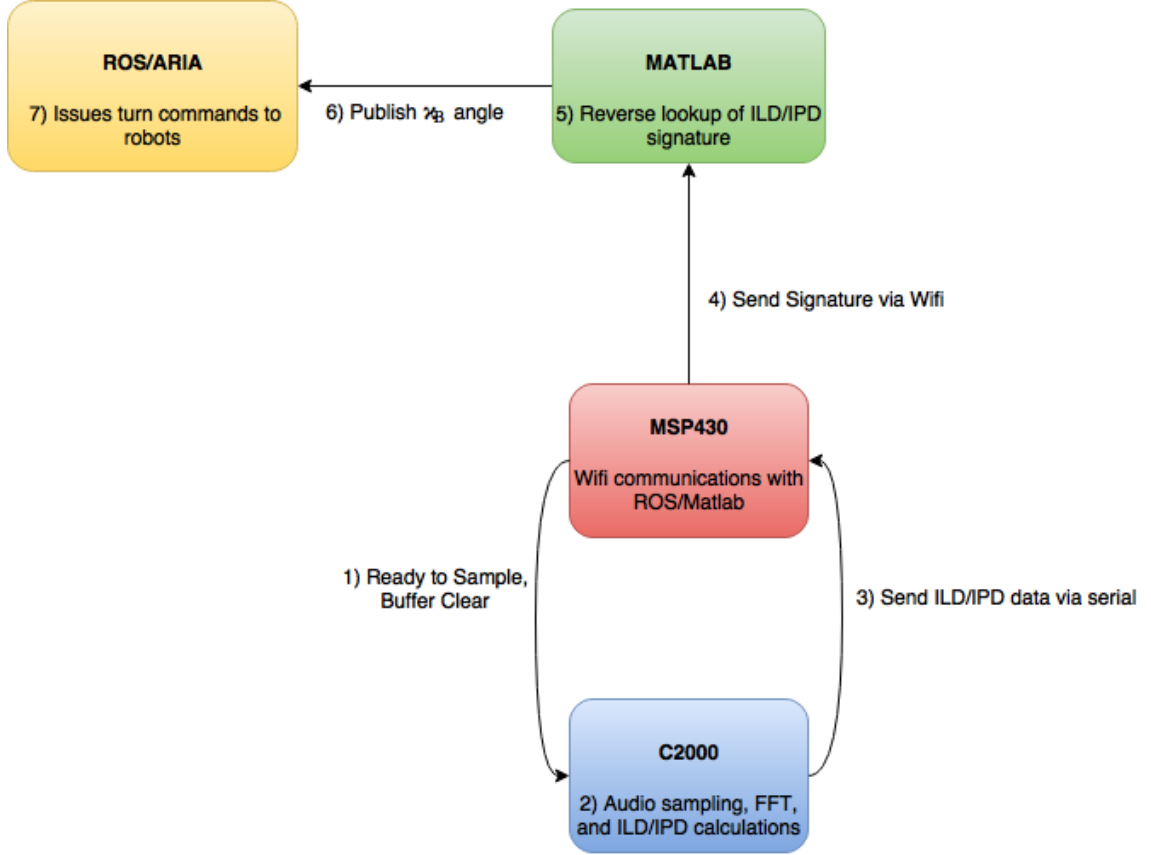 ROS/ARIA
7) Issues turn commands to
robots
6) Publish ϰB angle
MATLAB
5) Reverse lookup of ILD/IPD
signature
4) Send Signature via Wifi
MSP430
Wifi communications with
ROS/Matlab
1) Ready to Sample,
Buffer Clear
3) Send ILD/IPD data via serial
C2000
2) Audio sampling, FFT,
and ILD/IPD calculations